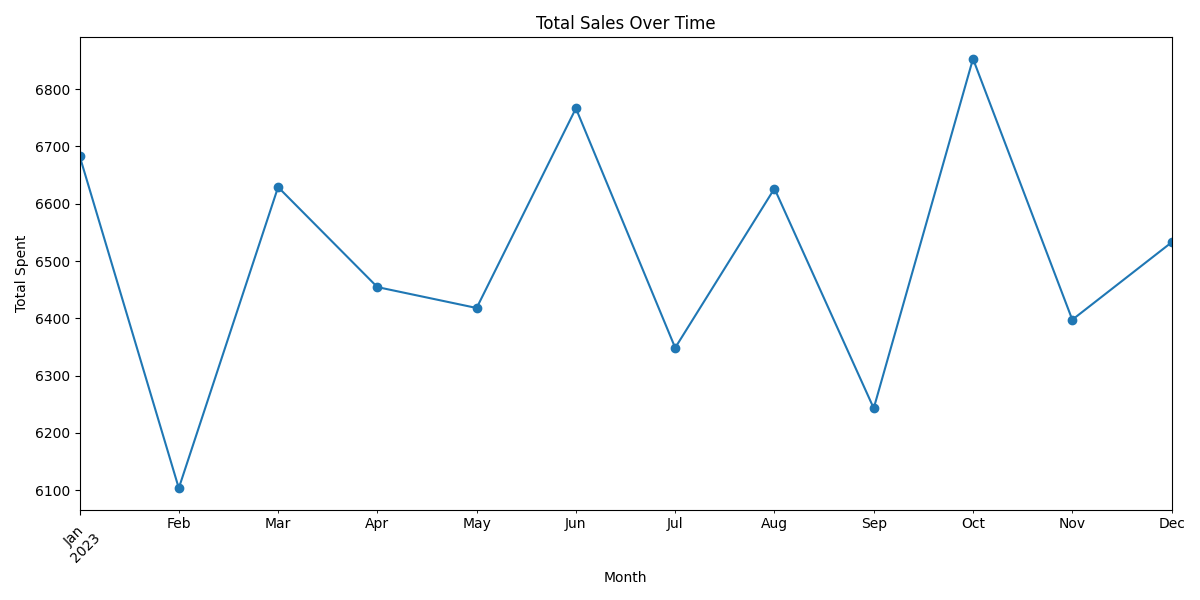 Total Sales Over Time
Total Spent
6800
6700
6600
6500
6400
6300
6200
6100
Jan
2023
Feb
Mar
Apr
May
Jun
Jul
Aug
Sep
Oct
Nov
Dec
Month